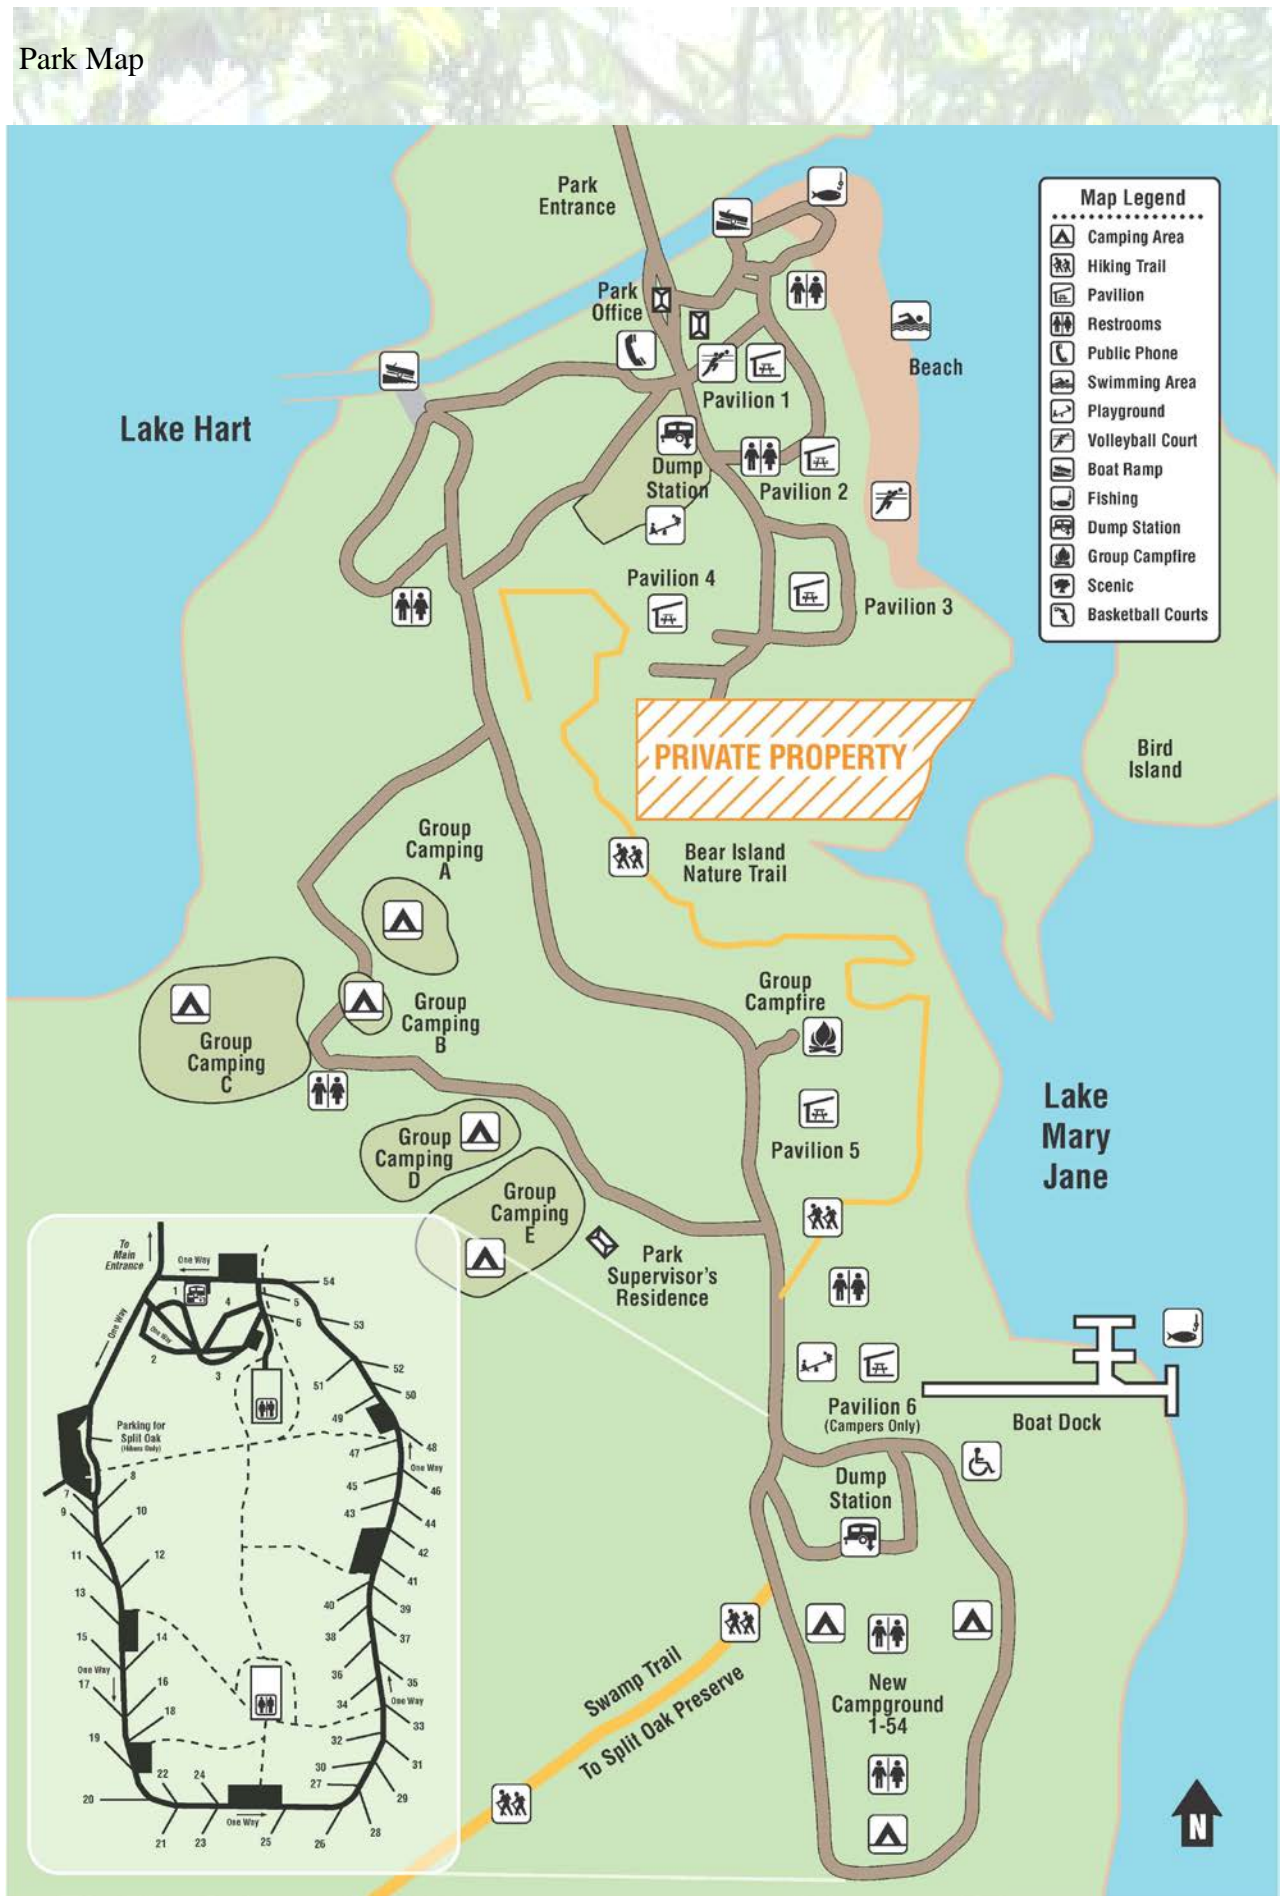 Park Map
Park
Entrance
Park
Office
Beach
Lake Hart
Pavilion 1
Dump
Station
Pavilion 2
Pavilion 4
Pavilion 3
PRIVATE PROPERTY
Bird
Island
Bear Island
Nature Trail
Group
Camping
A
Group
Camping
B
Group
Camping
C
Group
Campfire
Pavilion 5
Lake
Mary
Jane
Group
Camping
D
Group
Camping
E
Park
Supervisor's
Residence
Pavilion 6
(Campers Only)
Boat Dock
Dump
Station
New
Campground
1-54
Swamp Trail
To Split Oak Preserve
N
Map Legend
Camping Area
Hiking Trail
Pavilion
Restrooms
Public Phone
Swimming Area
Playground
Volleyball Court
Boat Ramp
Fishing
Dump Station
Group Campfire
Scenic
Basketball Courts
To
Main
Entrance
One Way
One Way
One Way
Parking for
Split Oak
(Hikers Only)
One Way
One Way
One Way
One Way
1
2
3
4
5
6
7
8
9
10
11
12
13
14
15
16
17
18
19
20
21
22
23
24
25
26
27
28
29
30
31
32
33
34
35
36
37
38
39
40
41
42
43
44
45
46
47
48
49
50
51
52
53
54